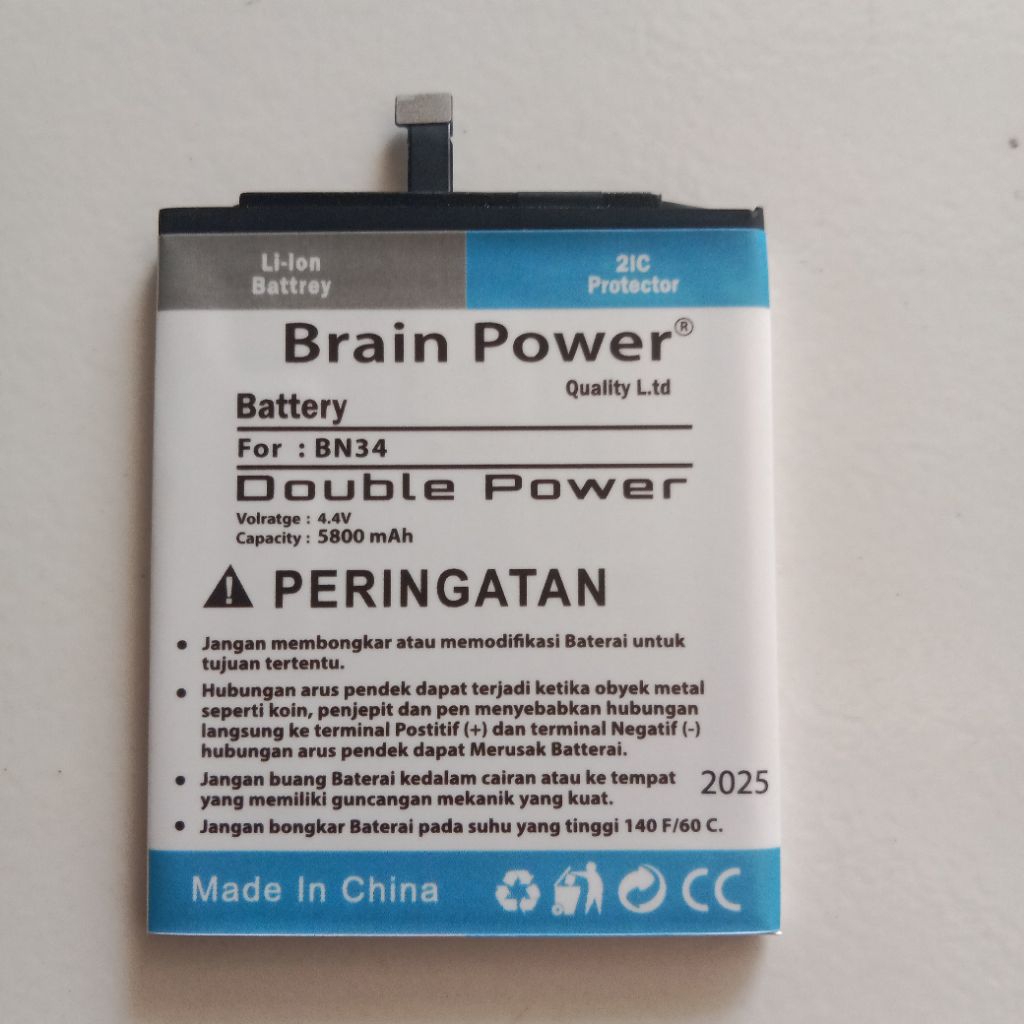 Li-Ion
Battrey
2IC
Protector
Brain Power®
Quality L.td
Battery
For : BN34
Double Power
Volratge : 4.4V
Capacity : 5800 mAh
PERINGATAN
• Jangan membongkar atau memodifikasi Baterai untuk
tujuan tertentu.
• Hubungan arus pendek dapat terjadi ketika obyek metal
seperti koin, penjepit dan pen menyebabkan hubungan
langsung ke terminal Postitif (+) dan terminal Negatif (-)
hubungan arus pendek dapat Merusak Batterai.
• Jangan buang Baterai kedalam cairan atau ke tempat
yang memiliki guncangan mekanik yang kuat.
2025
• Jangan bongkar Baterai pada suhu yang tinggi 140 F/60 C.
Made In China
CC